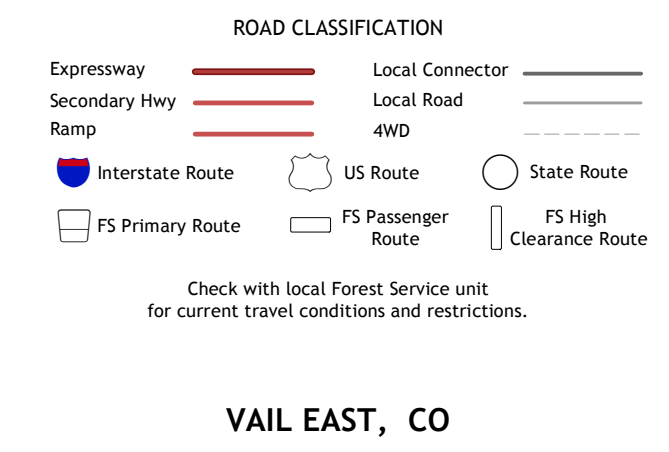 ROAD CLASSIFICATION
Expressway
Local Connector
Secondary Hwy
Local Road
Ramp
4WD
Interstate Route
US Route
State Route
FS Primary Route
FS Passenger
Route
FS High
Clearance Route
Check with local Forest Service unit
for current travel conditions and restrictions.
VAIL EAST, CO